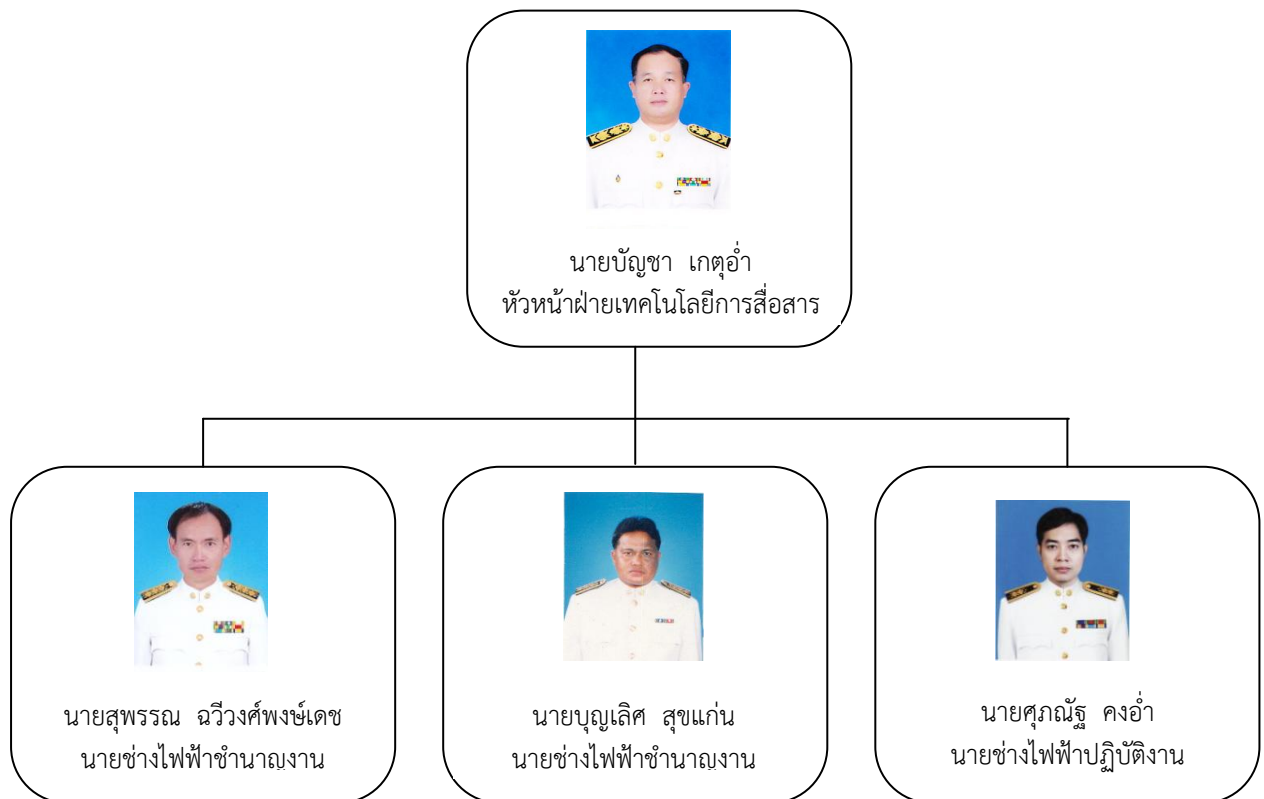 นายบัญชา เกตุอ่ำ
หัวหน้าฝ่ายเทคโนโลยีการสื่อสาร
นายสุพรรณ ฉวีวงศ์พงษ์เดช
นายช่างไฟฟ้าชำนาญงาน
นายบุญเลิศ สุขแก่น
นายช่างไฟฟ้าชำนาญงาน
นายศุภณัฐ คงอ่ำ
นายช่างไฟฟ้าปฏิบัติงาน